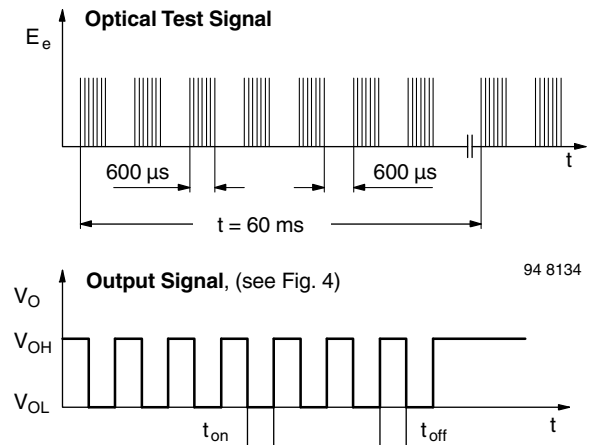 Optical Test Signal
E e
t
600 µs
600 µs
t = 60 ms
94 8134
Output Signal, (see Fig. 4)
V O
V OH
V OL
t on
t off
t